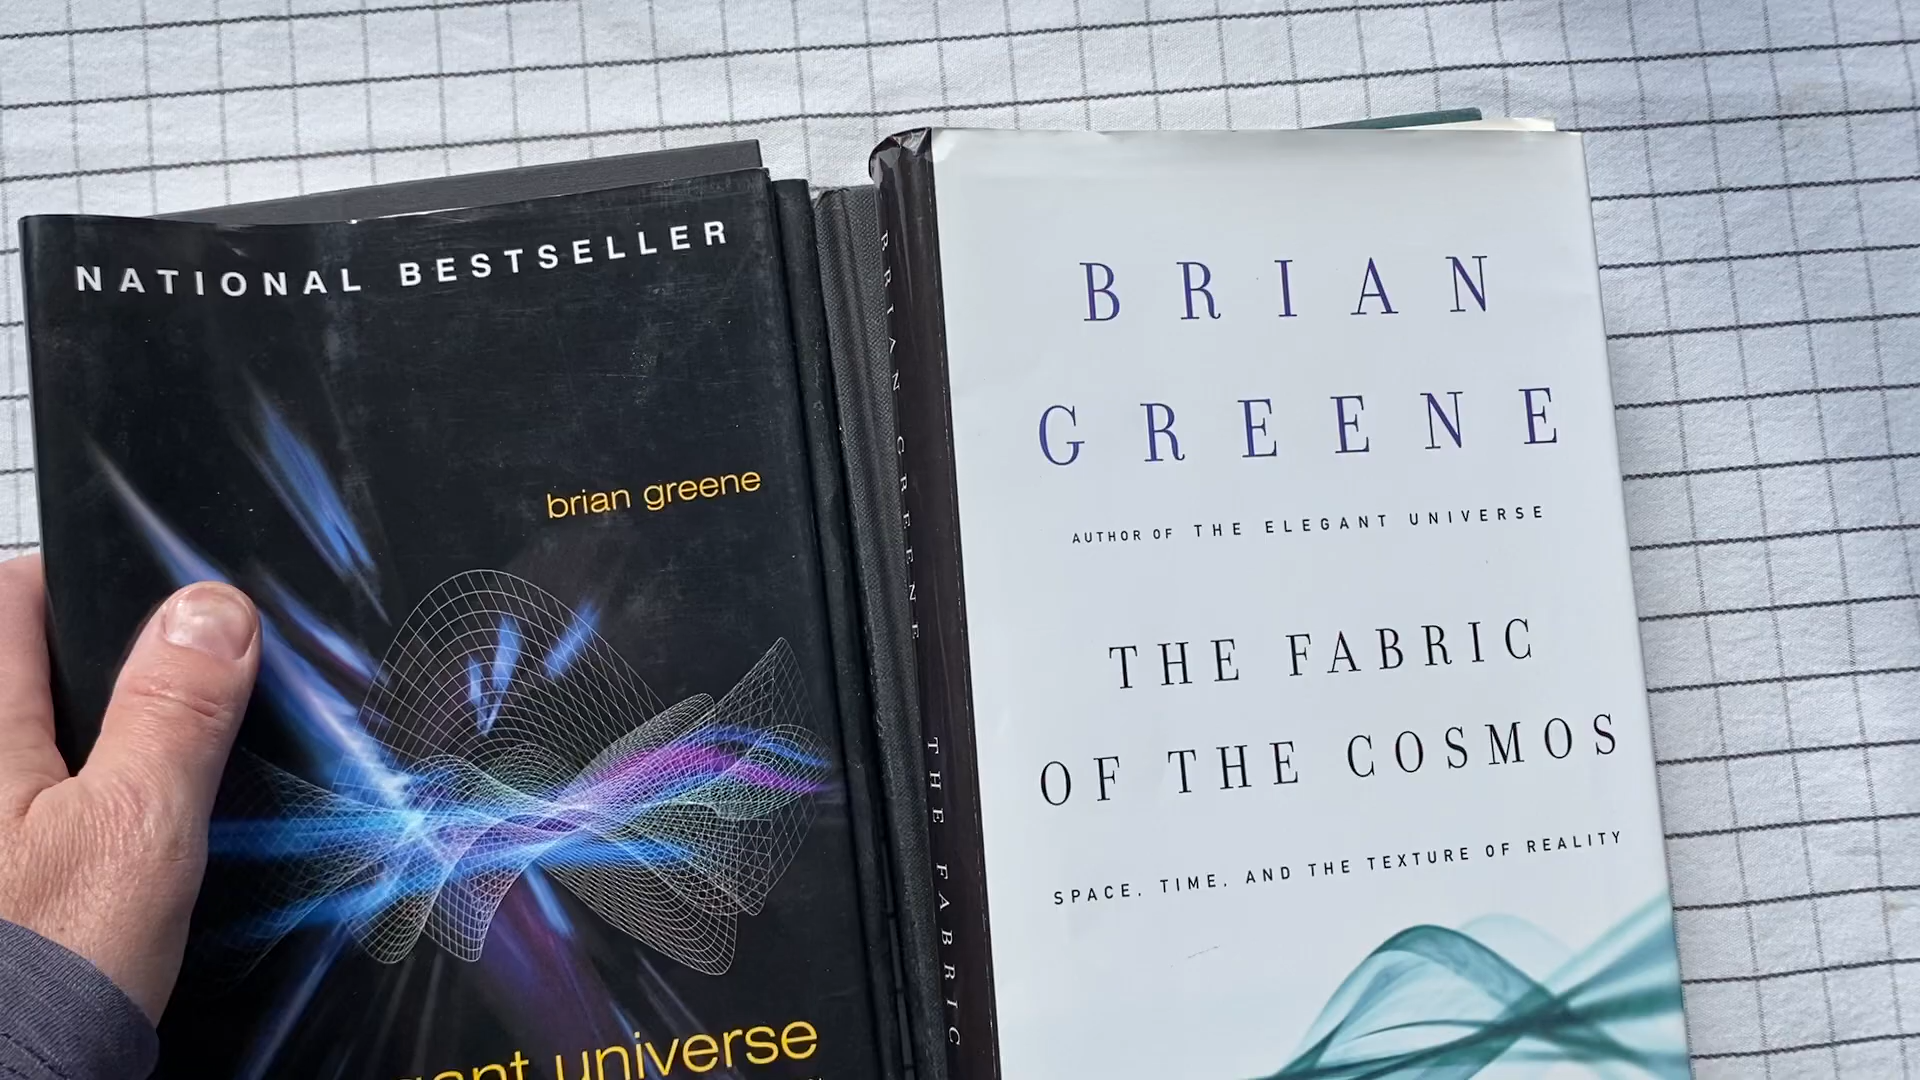 NATIONAL BESTSELLER
brian greene
gant universe
BRIAN GREENE THE FABRIC
BRIAN
GREENE
AUTHOR OF THE ELEGANT UNIVERSE
THE FABRIC
OF THE COSMOS
SPACE, TIME, AND THE TEXTURE OF REALITY